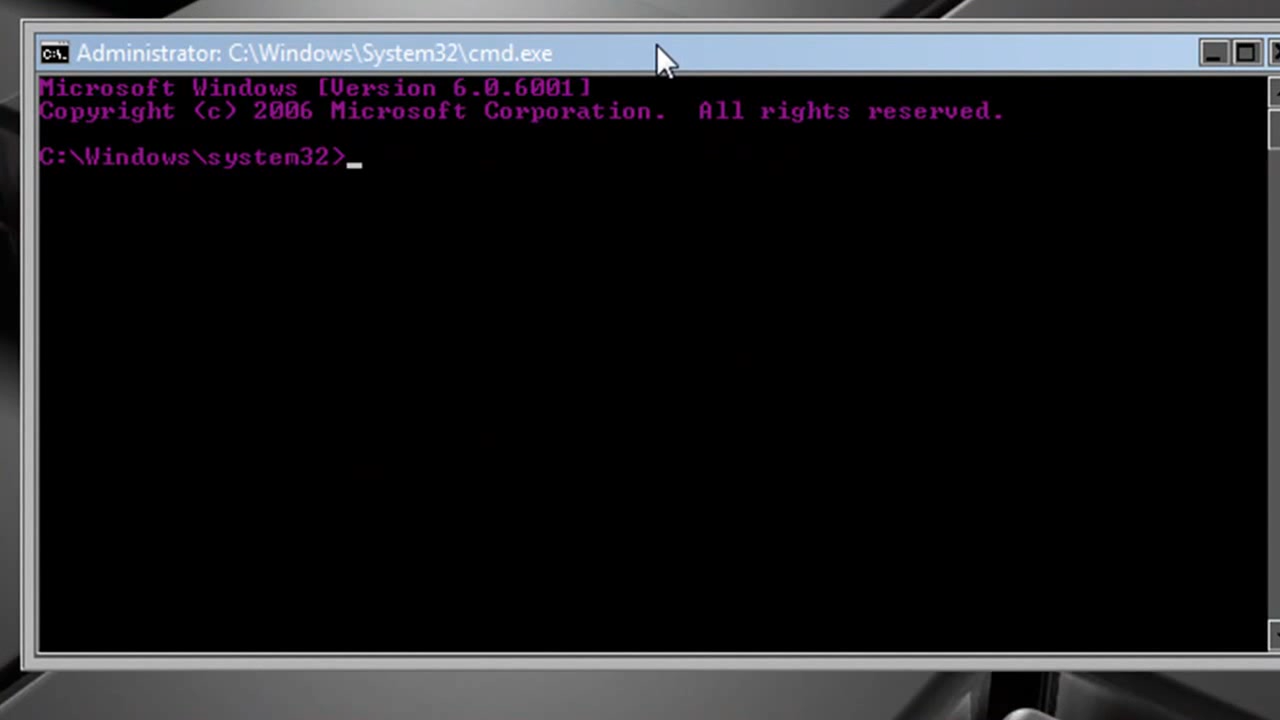 Administrator: C:\Windows\System32\cmd.exe
Microsoft Windows [Version 6.0.6001]
Copyright (c) 2006 Microsoft Corporation.  All rights reserved.
C:\Windows\system32>_